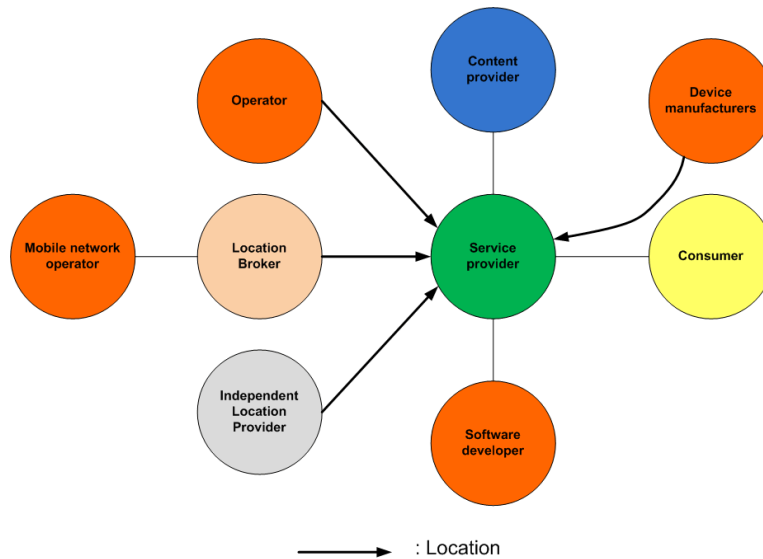 Content
provider
Operator
Device
manufacturers
Mobile network
operator
Location
Broker
Service
provider
Consumer
Independent
Location
Provider
Software
developer
: Location